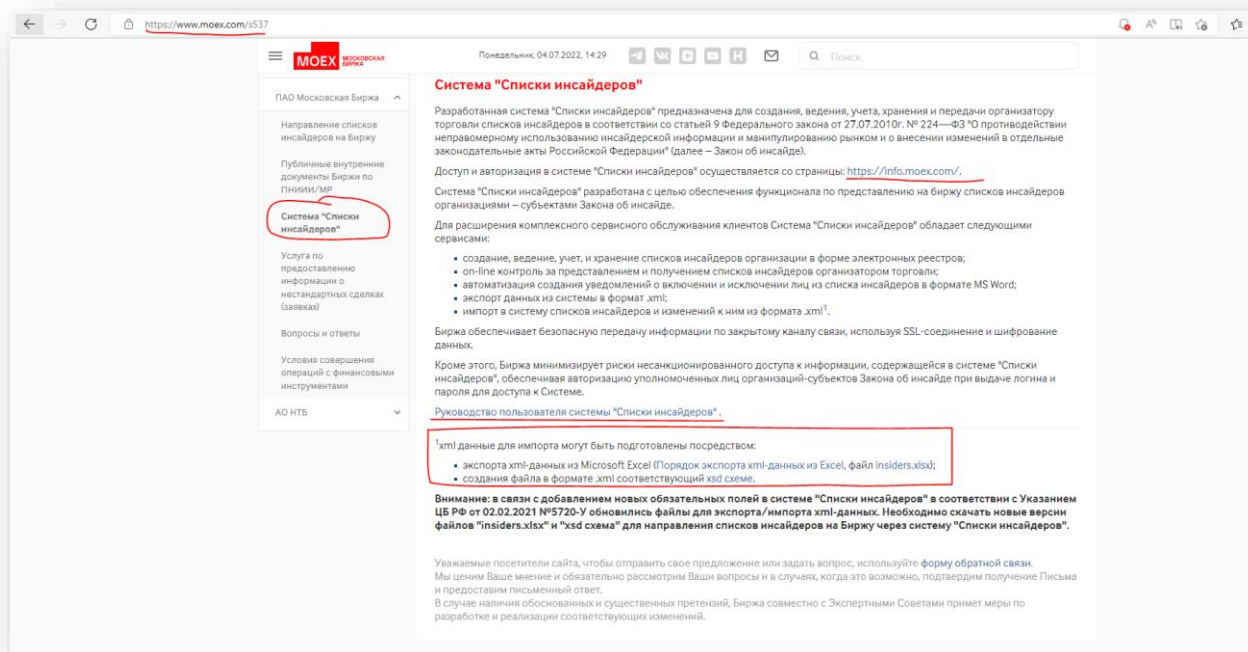 https://www.moex.com/s537
MOEX МОСКОВСКАЯ БИРЖА
Понедельник, 04.07.2022, 14:29
Поиск
ПАО Московская Биржа
Направление списков
инсайдеров на Биржу
Публичные внутренние
документы Биржи по
ПНИИИ/МР
Система "Списки
инсайдеров"
Услуга по
предоставлению
информации о
нестандартных сделках
(заявках)
Вопросы и ответы
Условия совершения
операций с финансовыми
инструментами
АО НТБ
Система "Списки инсайдеров"
Разработанная система "Списки инсайдеров" предназначена для создания, ведения, учета, хранения и передачи организатору
торговли списков инсайдеров в соответствии со статьей 9 Федерального закона от 27.07.2010г. № 224—ФЗ "О противодействии
неправомерному использованию инсайдерской информации и манипулированию рынком и о внесении изменений в отдельные
законодательные акты Российской Федерации" (далее – Закон об инсайде).
Доступ и авторизация в системе "Списки инсайдеров" осуществляется со страницы: https://info.moex.com/.
Система "Списки инсайдеров" разработана с целью обеспечения функционала по представлению на биржу списков инсайдеров
организациями – субъектами Закона об инсайде.
Для расширения комплексного сервисного обслуживания клиентов Система "Списки инсайдеров" обладает следующими
сервисами:
▪ создание, ведение, учет, и хранение списков инсайдеров организации в форме электронных реестров;
▪ on-line контроль за представлением и получением списков инсайдеров организатором торговли;
▪ автоматизация создания уведомлений о включении и исключении лиц из списка инсайдеров в формате MS Word;
▪ экспорт данных из системы в формат .xml;
▪ импорт в систему списков инсайдеров и изменений к ним из формата .xml¹.
Биржа обеспечивает безопасную передачу информации по закрытому каналу связи, используя SSL-соединение и шифрование
данных.
Кроме этого, Биржа минимизирует риски несанкционированного доступа к информации, содержащейся в системе "Списки
инсайдеров", обеспечивая авторизацию уполномоченных лиц организаций-субъектов Закона об инсайде при выдаче логина и
пароля для доступа к Системе.
Руководство пользователя системы "Списки инсайдеров" .
¹xml данные для импорта могут быть подготовлены посредством:
▪ экспорта xml-данных из Microsoft Excel (Порядок экспорта xml-данных из Excel, файл insiders.xlsx);
▪ создания файла в формате .xml соответствующий xsd схеме.
Внимание: в связи с добавлением новых обязательных полей в системе "Списки инсайдеров" в соответствии с Указанием
ЦБ РФ от 02.02.2021 №5720-У обновились файлы для экспорта/импорта xml-данных. Необходимо скачать новые версии
файлов "insiders.xlsx" и "xsd схема" для направления списков инсайдеров на Биржу через систему "Списки инсайдеров".
Уважаемые посетители сайта, чтобы отправить свое предложение или задать вопрос, используйте форму обратной связи.
Мы ценим Ваше мнение и обязательно рассмотрим Ваши вопросы и в случаях, когда это возможно, подтвердим получение Письма
и предоставим письменный ответ.
В случае наличия обоснованных и существенных претензий, Биржа совместно с Экспертными Советами примет меры по
разработке и реализации соответствующих изменений.